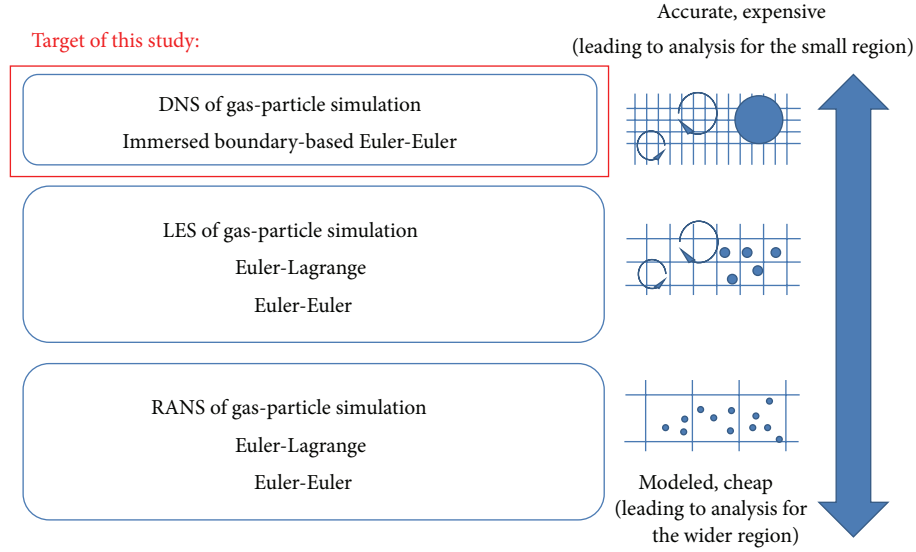 Target of this study:
Accurate, expensive
(leading to analysis for the small region)
DNS of gas-particle simulation
Immersed boundary-based Euler-Euler
LES of gas-particle simulation
Euler-Lagrange
Euler-Euler
RANS of gas-particle simulation
Euler-Lagrange
Euler-Euler
Modeled, cheap
(leading to analysis for
the wider region)